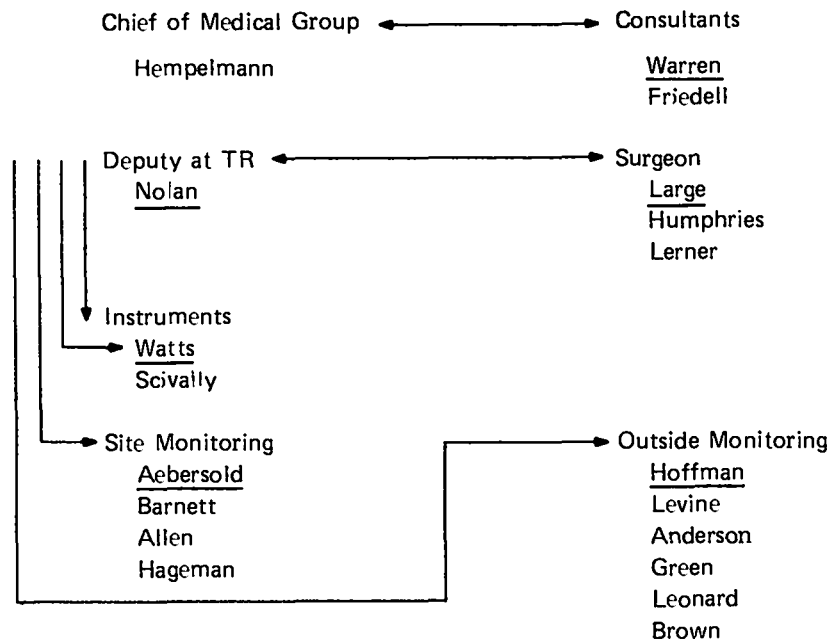 Chief of Medical Group
Hempelmann
Consultants
Warren
Friedell
Deputy at TR
Nolan
Surgeon
Large
Humphries
Lerner
Instruments
Watts
Scivally
Site Monitoring
Aebersold
Barnett
Allen
Hageman
Outside Monitoring
Hoffman
Levine
Anderson
Green
Leonard
Brown